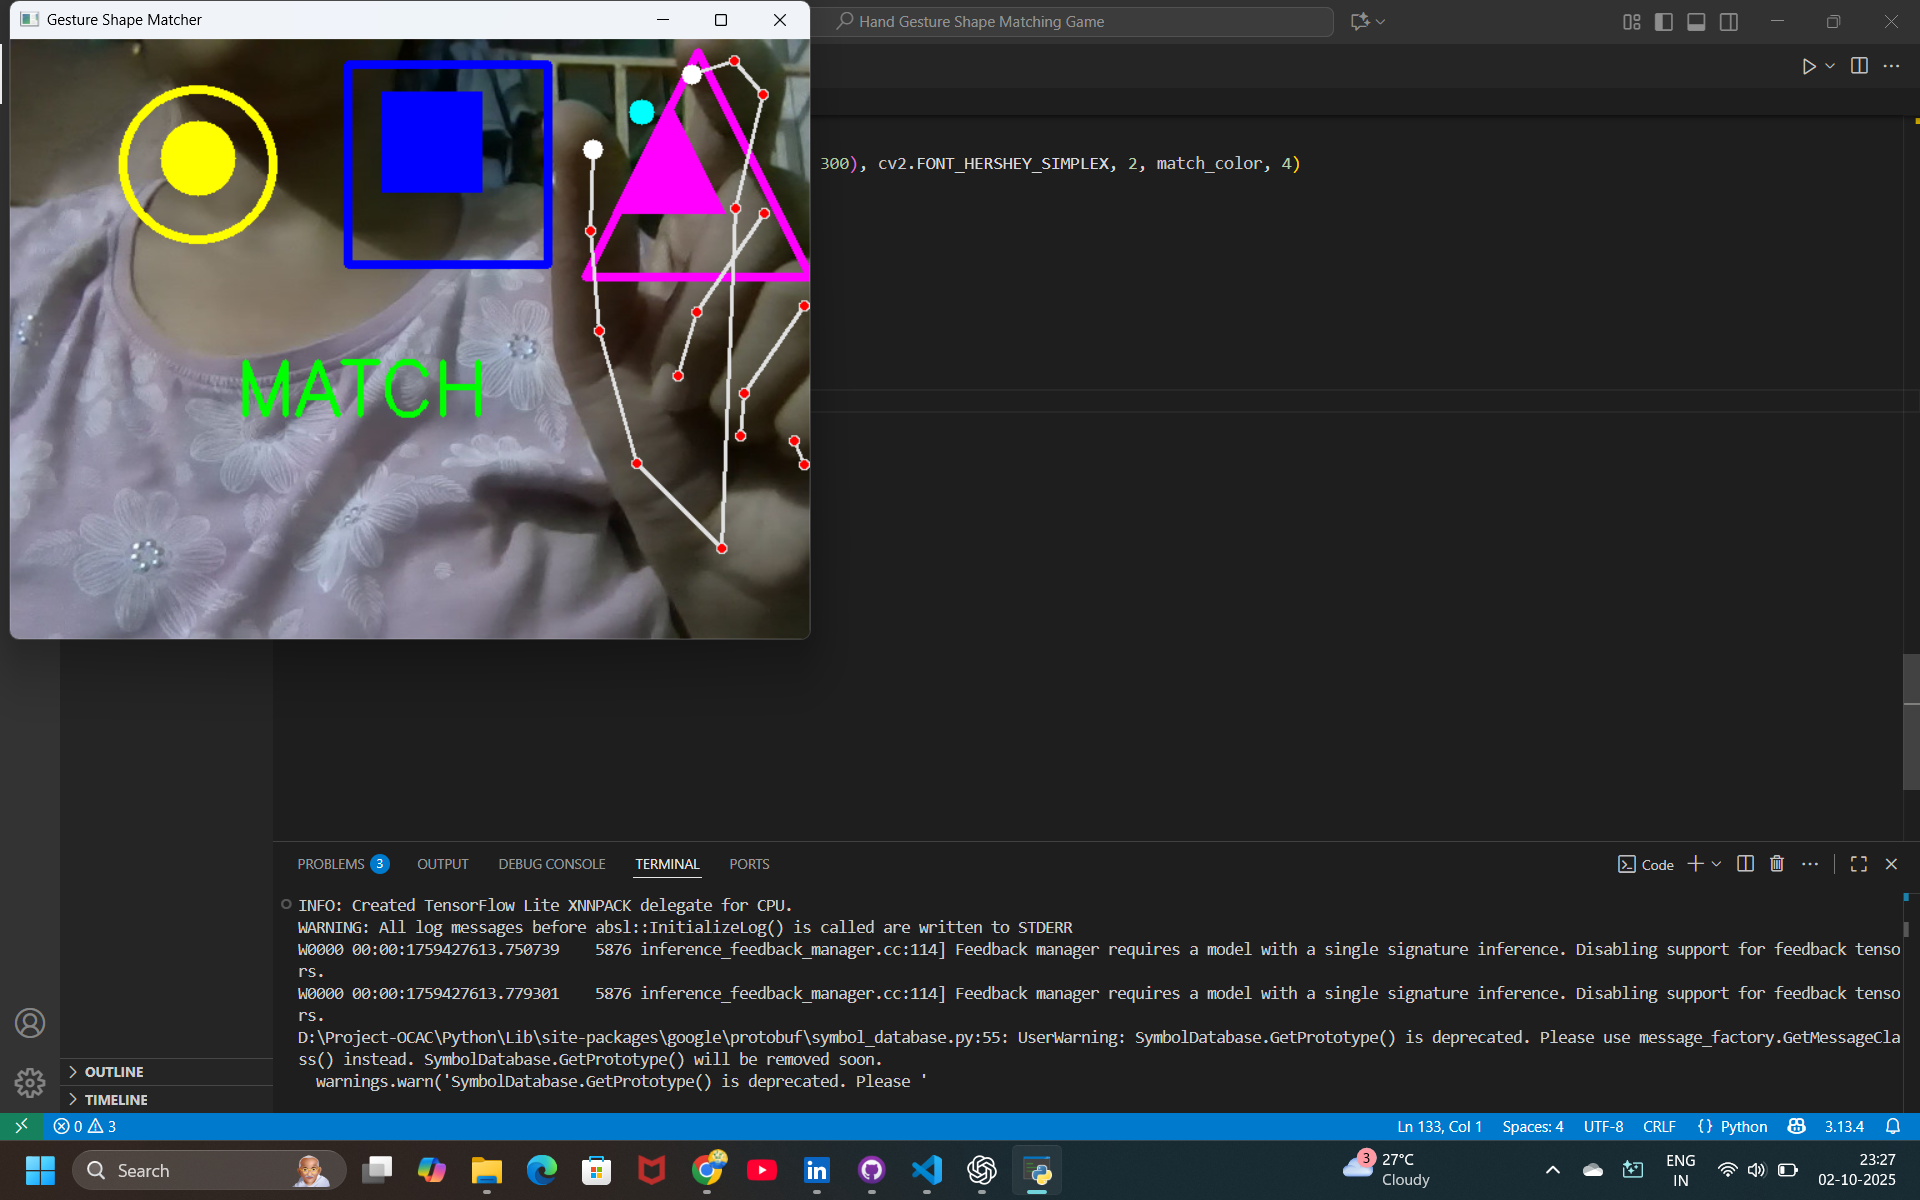 Gesture Shape Matcher
Hand Gesture Shape Matching Game
300), cv2.FONT_HERSHEY_SIMPLEX, 2, match_color, 4)
MATCH
PROBLEMS 3 OUTPUT DEBUG CONSOLE TERMINAL PORTS
Code
INFO: Created TensorFlow Lite XNNPACK delegate for CPU.
WARNING: All log messages before absl::InitializeLog() is called are written to STDERR
W0000 00:00:1759427613.750739    5876 inference_feedback_manager.cc:114] Feedback manager requires a model with a single signature inference. Disabling support for feedback tenso
rs.
W0000 00:00:1759427613.779301    5876 inference_feedback_manager.cc:114] Feedback manager requires a model with a single signature inference. Disabling support for feedback tenso
rs.
D:\Project-OCAC\Python\Lib\site-packages\google\protobuf\symbol_database.py:55: UserWarning: SymbolDatabase.GetPrototype() is deprecated. Please use message_factory.GetMessageCla
ss() instead. SymbolDatabase.GetPrototype() will be removed soon.
  warnings.warn('SymbolDatabase.GetPrototype() is deprecated. Please '
OUTLINE
TIMELINE
0 3
Ln 133, Col 1 Spaces: 4 UTF-8 CRLF {} Python 3.13.4
Search
3
27°C
Cloudy
ENG
IN
23:27
02-10-2025